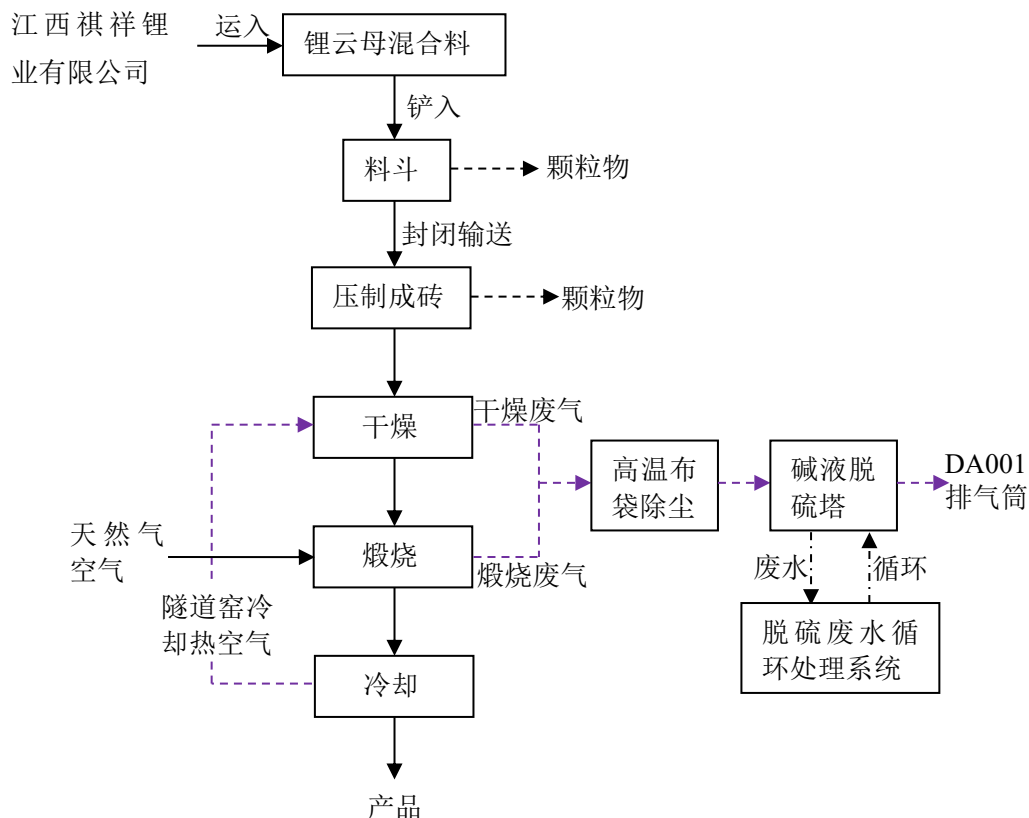 江西祺祥锂
业有限公司
运入
锂云母混合料
铲入
料斗
颗粒物
封闭输送
压制成砖
颗粒物
干燥
干燥废气
高温布
袋除尘
碱液脱
硫塔
DA001
排气筒
天然气
空气
煅烧
煅烧废气
废水
循环
隧道窑冷
却热空气
脱硫废水循
环处理系统
冷却
产品